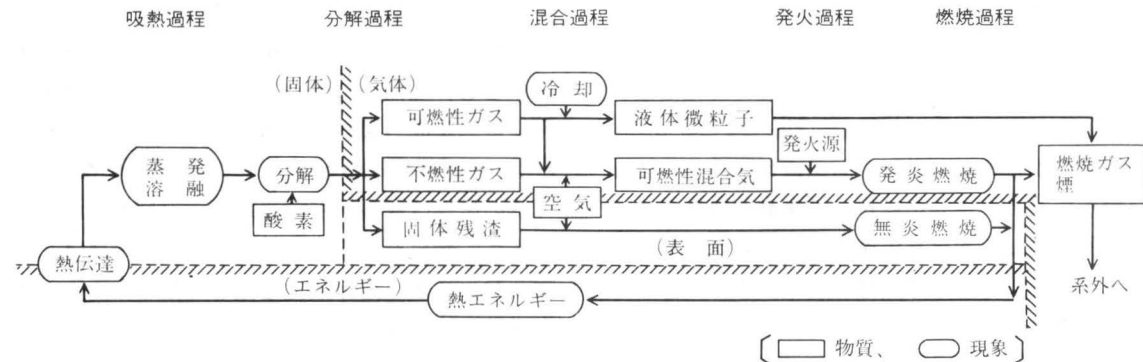 吸熱過程 分解過程 混合過程 発火過程 燃焼過程
(固体) (気体) 冷却
可燃性ガス 液体微粒子
発火源
蒸発
溶融
分解 不燃性ガス 可燃性混合気 発炎燃焼 燃焼ガス
煙
酸素 空気
固体残渣 無炎燃焼
(表面)
熱伝達
(エネルギー) 系外へ
熱エネルギー
〔 物質、 現象〕